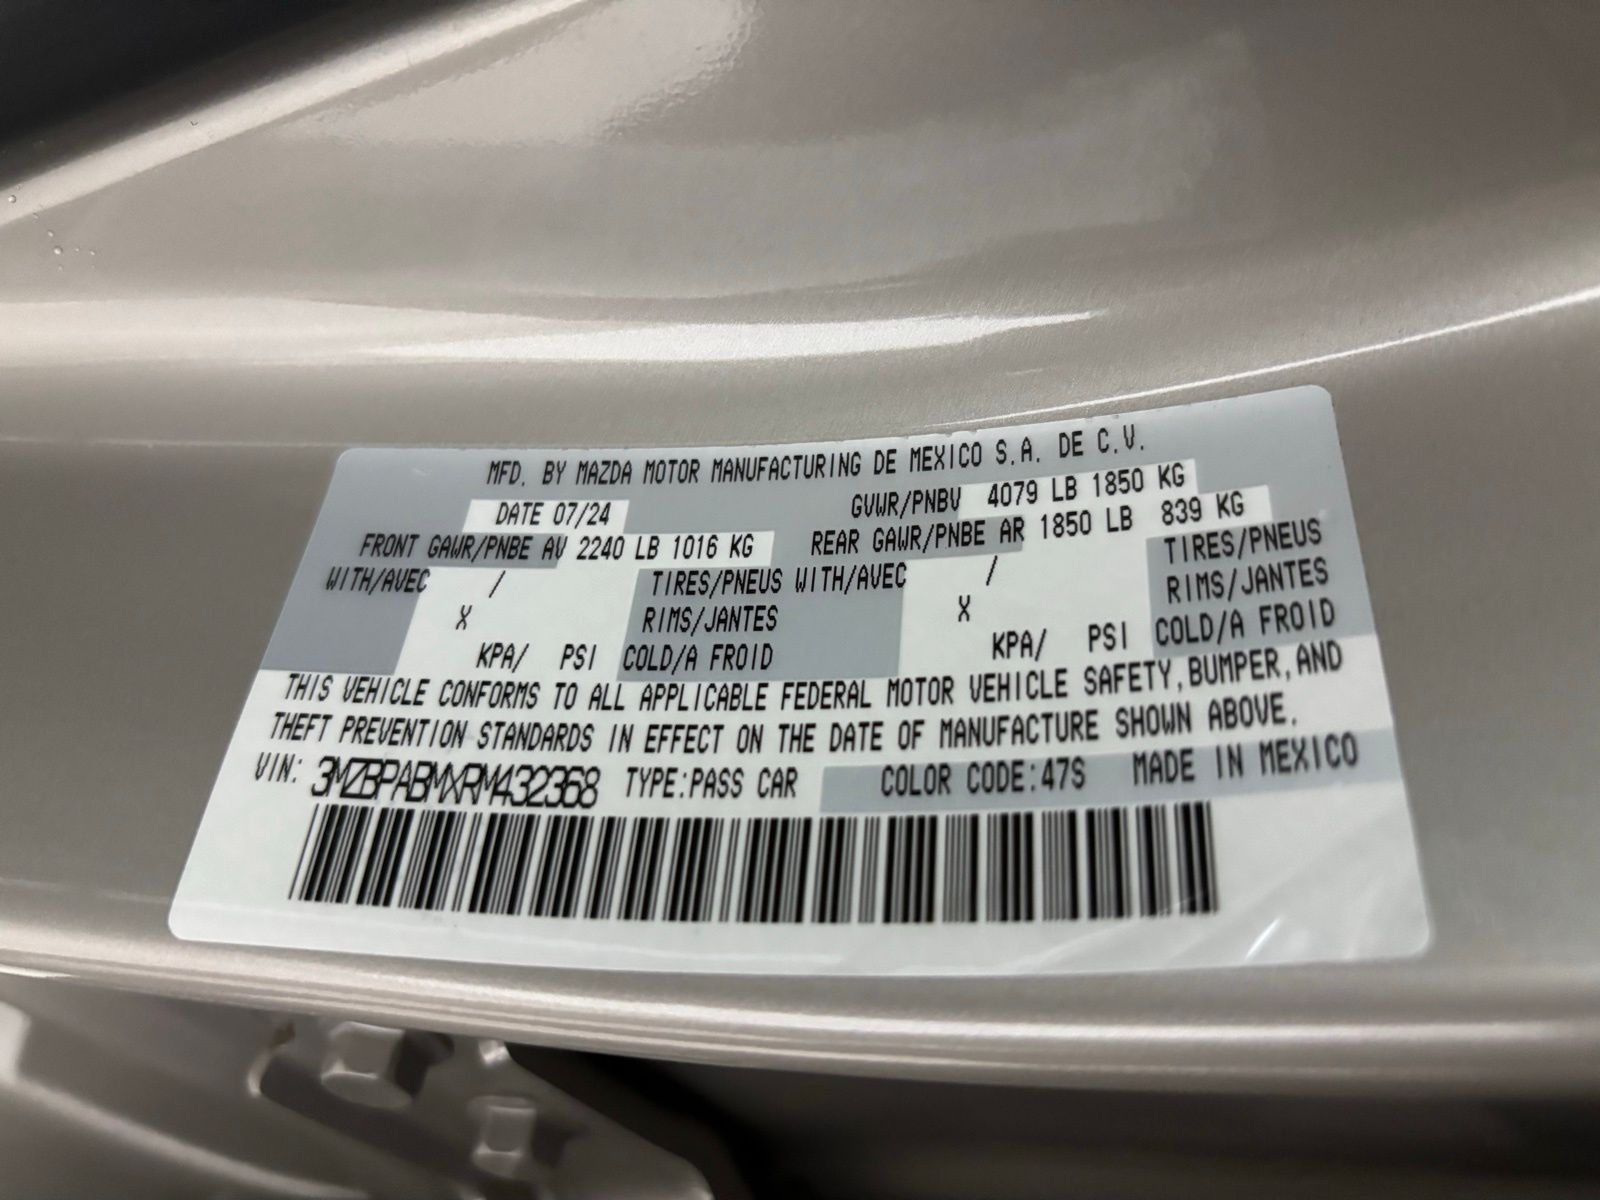 MFD. BY MAZDA MOTOR MANUFACTURING DE MEXICO S.A. DE C.V.
DATE 07/24 GVWR/PNBV 4079 LB 1850 KG
FRONT GAWR/PNBE AV 2240 LB 1016 KG REAR GAWR/PNBE AR 1850 LB 839 KG
WITH/AVEC / TIRES/PNEUS WITH/AVEC / TIRES/PNEUS
X RIMS/JANTES X RIMS/JANTES
KPA/ PSI COLD/A FROID KPA/ PSI COLD/A FROID
THIS VEHICLE CONFORMS TO ALL APPLICABLE FEDERAL MOTOR VEHICLE SAFETY, BUMPER, AND
THEFT PREVENTION STANDARDS IN EFFECT ON THE DATE OF MANUFACTURE SHOWN ABOVE.
VIN: 3MZBPABMXRM432368 TYPE:PASS CAR COLOR CODE:47S MADE IN MEXICO